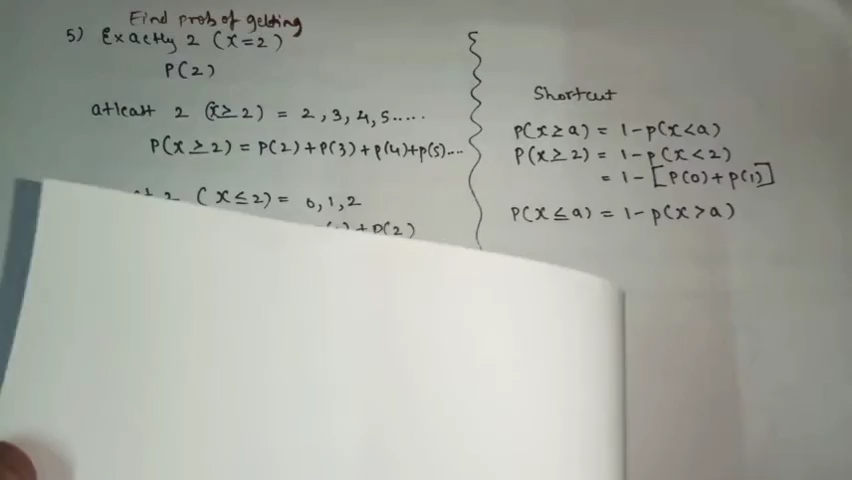 Find prob of getting
5) Exactly 2 (x=2)
P(2)
atleast 2 (x≥2) = 2, 3, 4, 5.....
P(x≥2) = P(2)+P(3)+P(4)+P(5)...
2 (x≤2) = 0, 1, 2
+P(2)
Shortcut
P(x≥a) = 1-P(x<a)
P(x≥2) = 1-P(x<2)
= 1-[P(0)+P(1)]
P(x≤a) = 1-P(x>a)